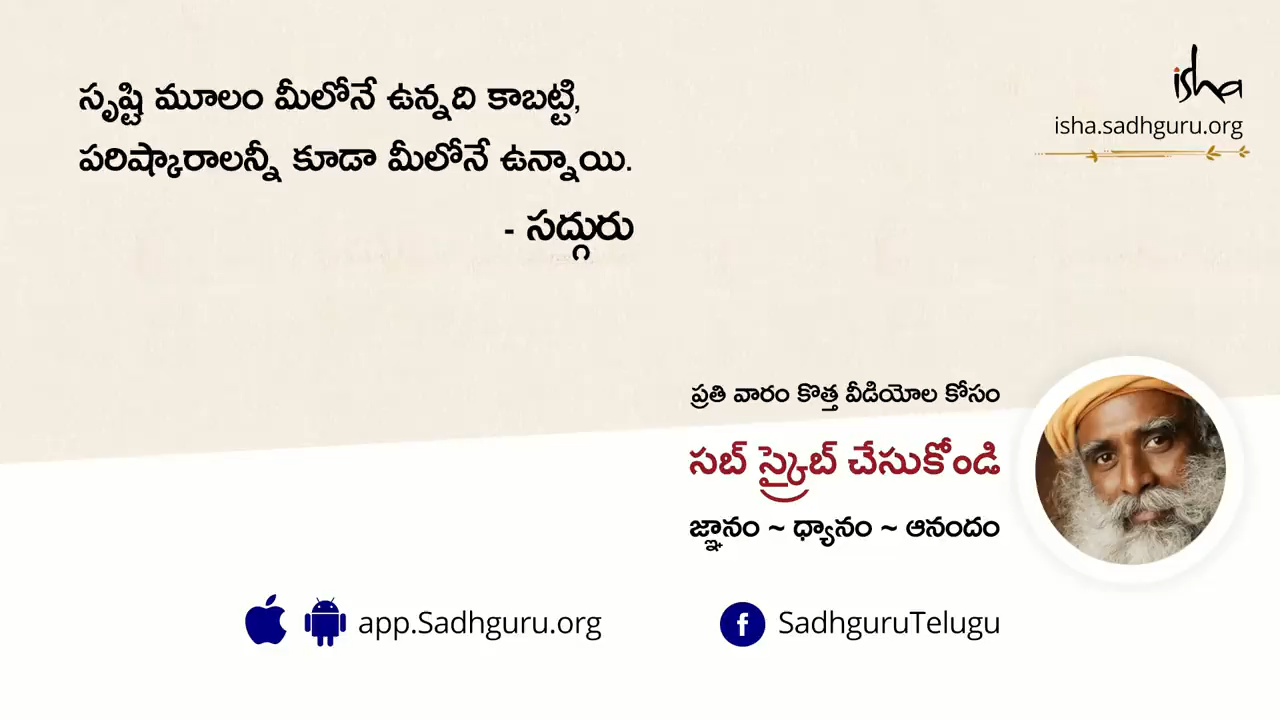 సృష్టి మూలం మీలోనే ఉన్నది కాబట్టి,
పరిష్కారాలన్నీ కూడా మీలోనే ఉన్నాయి.
- సద్గురు
isha
isha.sadhguru.org
ప్రతి వారం కొత్త వీడియోల కోసం
సబ్ స్క్రైబ్ చేసుకోండి
జ్ఞానం ~ ధ్యానం ~ ఆనందం
app.Sadhguru.org
f SadhguruTelugu